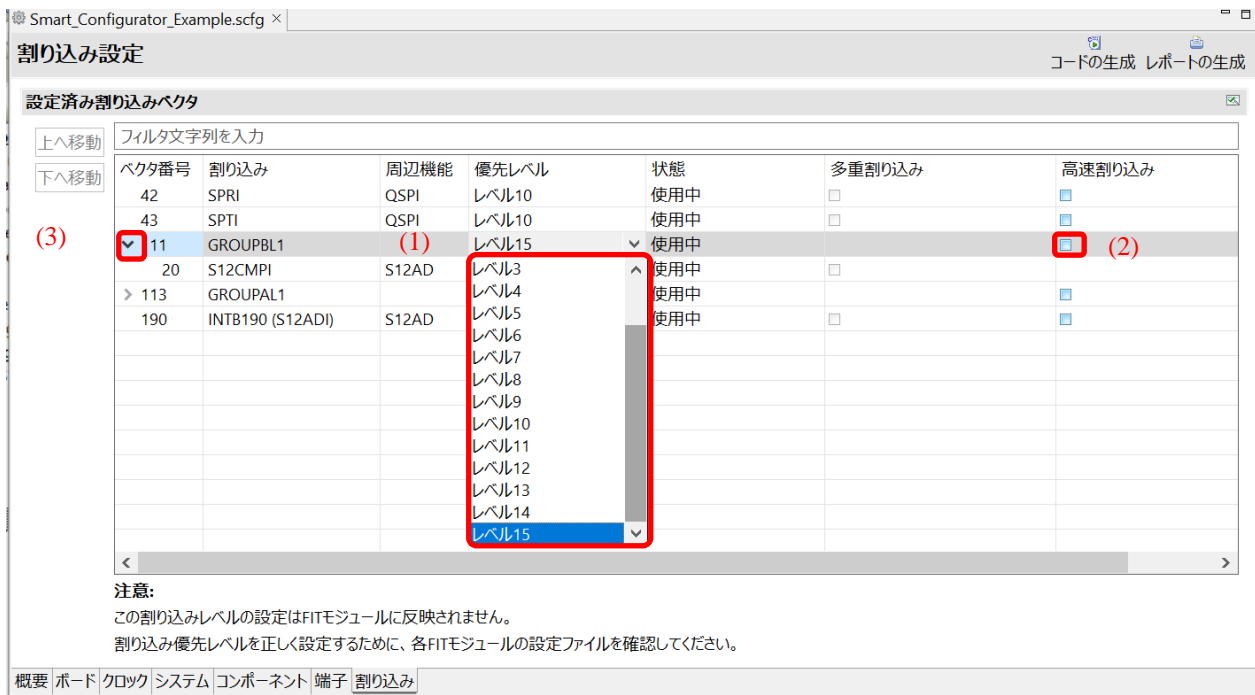 Smart_Configurator_Example.scfg ×
割り込み設定
コードの生成 レポートの生成
設定済み割り込みベクタ
上へ移動 フィルタ文字列を入力
下へ移動 ベクタ番号 割り込み 周辺機能 優先レベル 状態 多重割り込み 高速割り込み
42 SPRI QSPI レベル10 使用中
43 SPTI QSPI レベル10 使用中
(3) 11 GROUPBL1 (1) レベル15 使用中 (2)
20 S12CMPI S12AD レベル3 使用中
レベル4
> 113 GROUPAL1 使用中
レベル5
190 INTB190 (S12ADI) S12AD 使用中
レベル6
レベル7
レベル8
レベル9
レベル10
レベル11
レベル12
レベル13
レベル14
レベル15
注意:
この割り込みレベルの設定はFITモジュールに反映されません。
割り込み優先レベルを正しく設定するために、各FITモジュールの設定ファイルを確認してください。
概要 ボード クロック システム コンポーネント 端子 割り込み